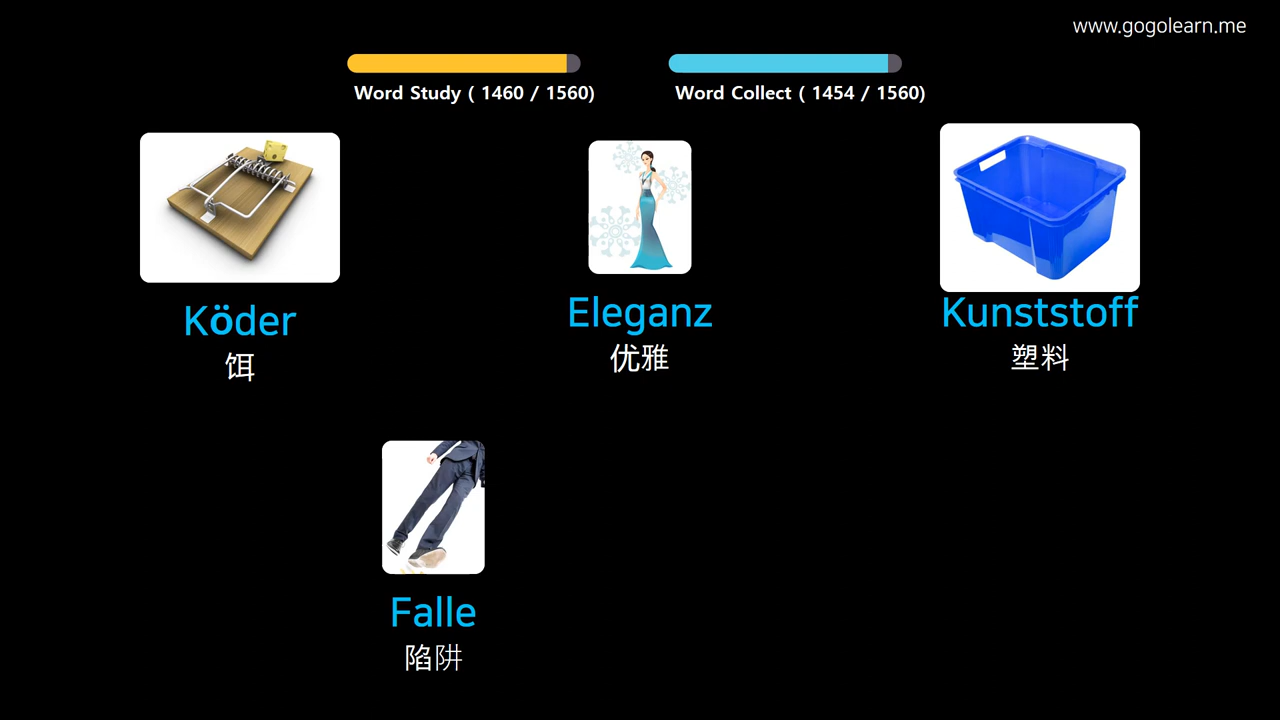 www.gogolearn.me
Word Study ( 1460 / 1560)
Word Collect ( 1454 / 1560)
Köder
饵
Eleganz
优雅
Kunststoff
塑料
Falle
陷阱